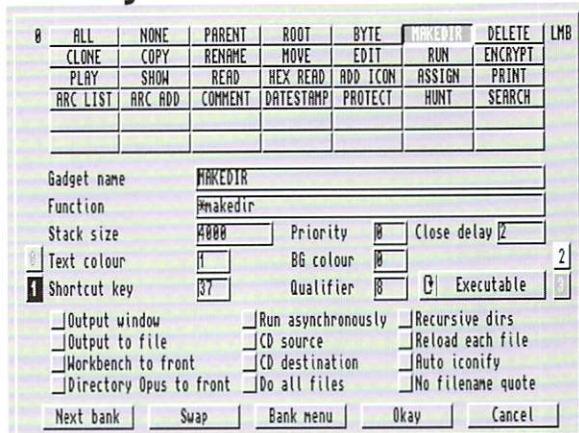 0 ALL NONE PARENT ROOT BYTE MAKEDIR DELETE LMB
CLONE COPY RENAME MOVE EDIT RUN ENCRYPT
PLAY SHOW READ HEX READ ADD ICON ASSIGN PRINT
ARC LIST ARC ADD COMMENT DATESTAMP PROTECT HUNT SEARCH
Gadget name MAKEDIR
Function *makedir
Stack size 4000 Priority 0 Close delay 2
0 Text colour 1 BG colour 0 2
1 Shortcut key 37 Qualifier 8 Executable 3
Output window Run asynchronously Recursive dirs
Output to file CD source Reload each file
Workbench to front CD destination Auto iconify
Directory Opus to front Do all files No filename quote
Next bank Swap Bank menu Okay Cancel